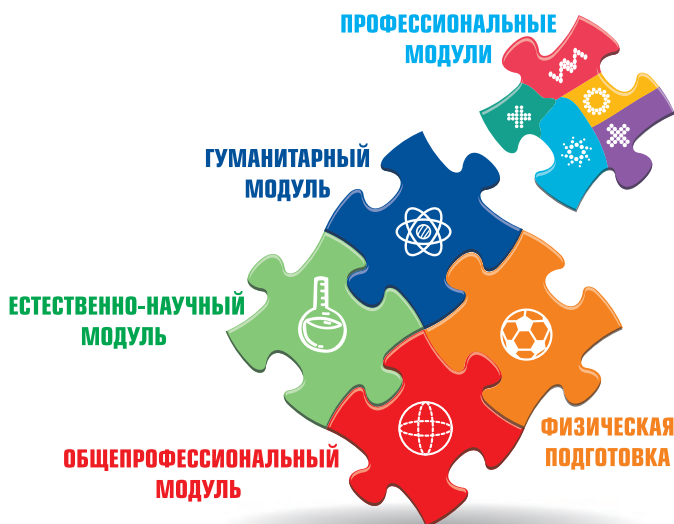 ПРОФЕССИОНАЛЬНЫЕ
МОДУЛИ
ГУМАНИТАРНЫЙ
МОДУЛЬ
ЕСТЕСТВЕННО-НАУЧНЫЙ
МОДУЛЬ
ФИЗИЧЕСКАЯ
ПОДГОТОВКА
ОБЩЕПРОФЕССИОНАЛЬНЫЙ
МОДУЛЬ